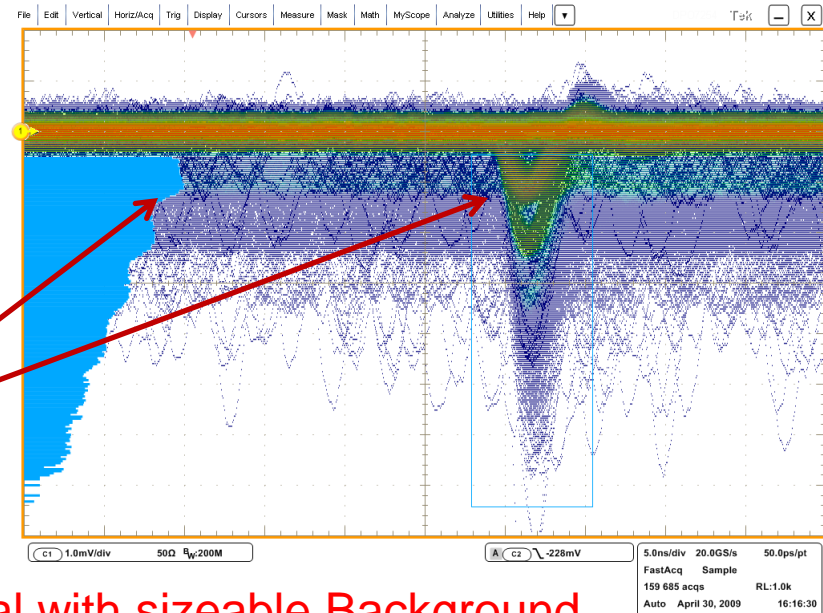 File Edit Vertical Horiz/Acq Trig Display Cursors Measure Mask Math MyScope Analyze Utilities Help Tek X
1
C1 1.0mV/div 50Ω BW:200M
A C2 -228mV
5.0ns/div 20.0GS/s 50.0ps/pt
FastAcq Sample
159 685 acqs RL:1.0k
Auto April 30, 2009 16:16:30
al with sizeable Background